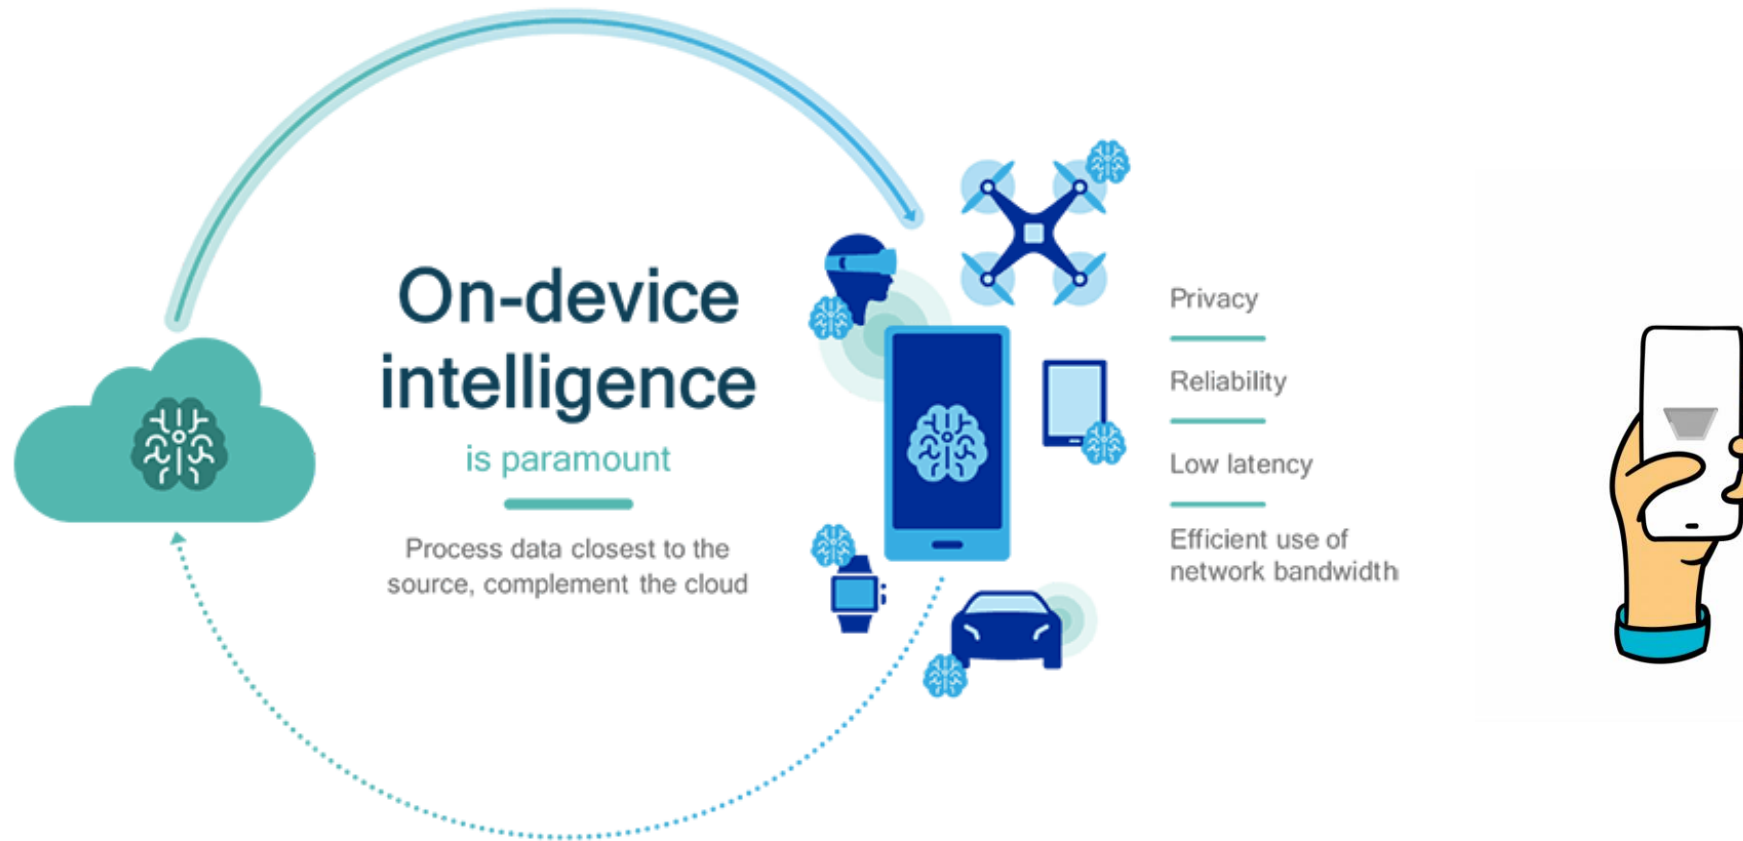 On-device
intelligence
is paramount
Process data closest to the
source, complement the cloud
Privacy
Reliability
Low latency
Efficient use of
network bandwidth